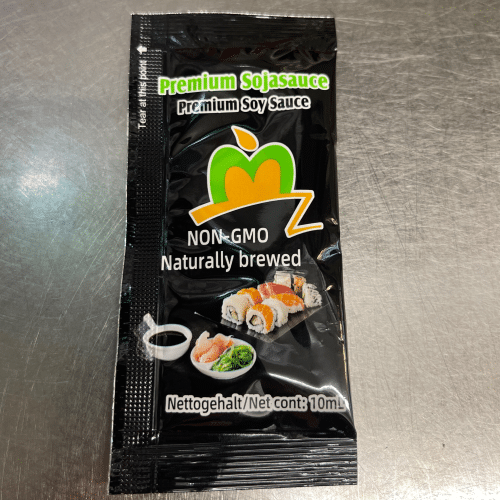 Tear at this point
Premium Sojasauce
Premium Soy Sauce
NON-GMO
Naturally brewed
Nettogehalt/Net cont: 10mL